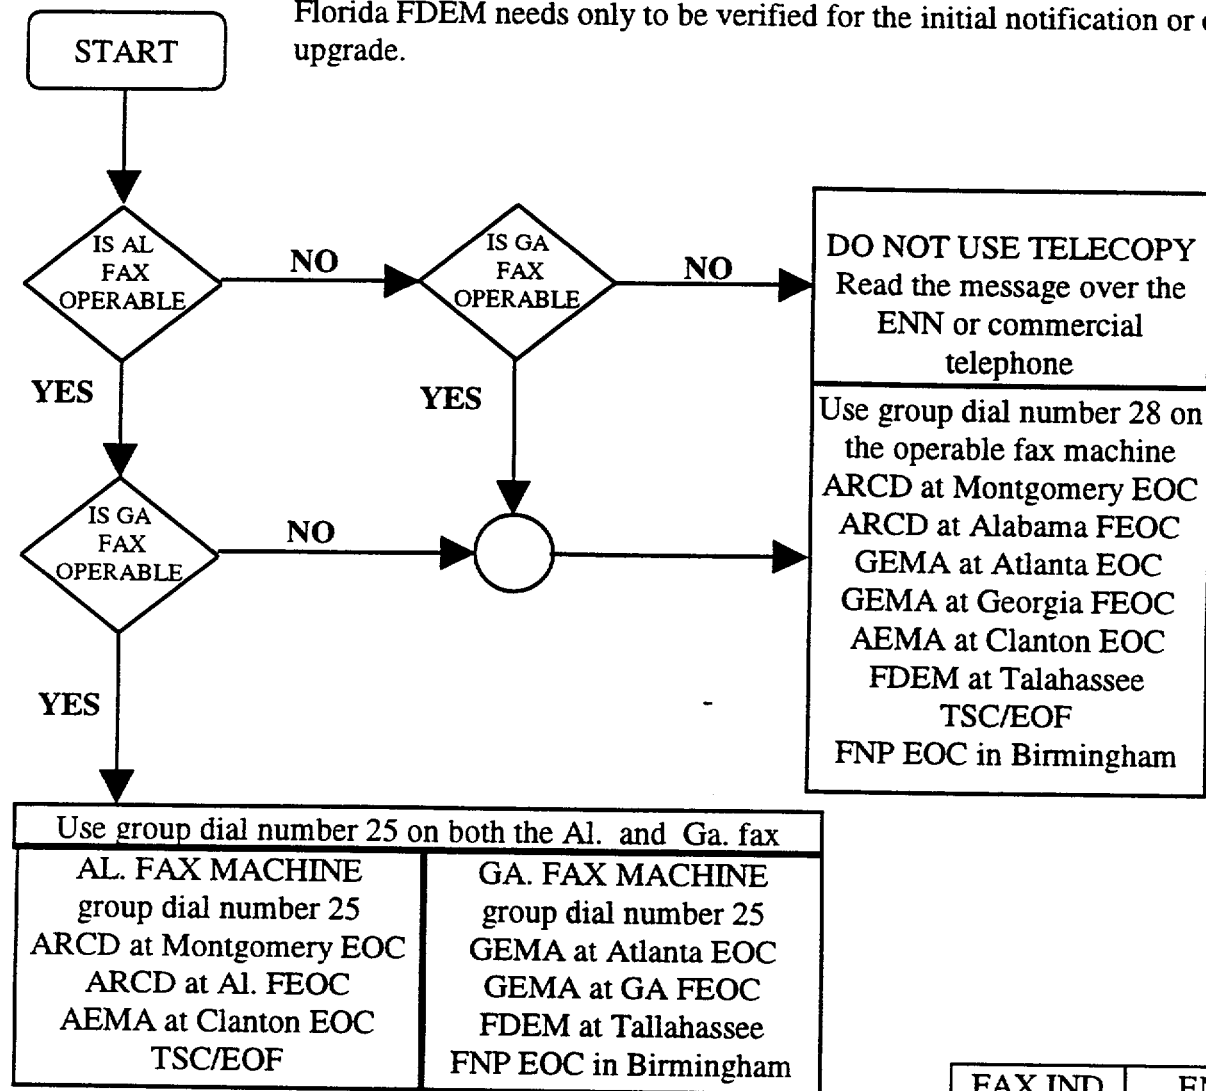 Florida FDEM needs only to be verified for the initial notification or
upgrade.
START
IS AL
FAX
OPERABLE
NO
IS GA
FAX
OPERABLE
NO
DO NOT USE TELECOPY
Read the message over the
ENN or commercial
telephone
YES
YES
Use group dial number 28 on
the operable fax machine
ARCD at Montgomery EOC
ARCD at Alabama FEOC
GEMA at Atlanta EOC
GEMA at Georgia FEOC
AEMA at Clanton EOC
FDEM at Talahassee
TSC/EOF
FNP EOC in Birmingham
IS GA
FAX
OPERABLE
NO
YES
Use group dial number 25 on both the Al. and Ga. fax
AL. FAX MACHINE
group dial number 25
ARCD at Montgomery EOC
ARCD at Al. FEOC
AEMA at Clanton EOC
TSC/EOF
GA. FAX MACHINE
group dial number 25
GEMA at Atlanta EOC
GEMA at GA FEOC
FDEM at Tallahassee
FNP EOC in Birmingham
FAX IND